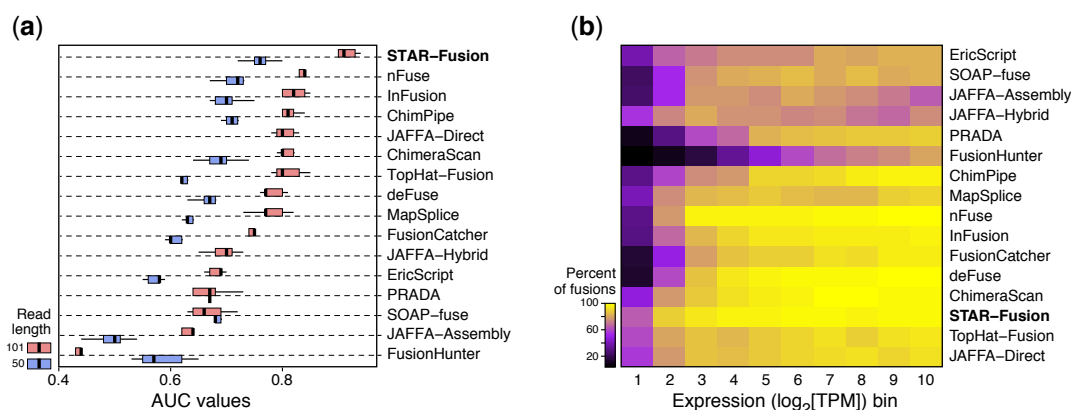 (a)
STAR–Fusion
nFuse
InFusion
ChimPipe
JAFFA–Direct
ChimeraScan
TopHat–Fusion
deFuse
MapSplice
FusionCatcher
JAFFA–Hybrid
EricScript
PRADA
SOAP–fuse
JAFFA–Assembly
FusionHunter
Read
length
101
50
0.4 0.6 0.8
AUC values
(b)
EricScript
SOAP–fuse
JAFFA–Assembly
JAFFA–Hybrid
PRADA
FusionHunter
ChimPipe
MapSplice
nFuse
InFusion
FusionCatcher
deFuse
ChimeraScan
STAR–Fusion
TopHat–Fusion
JAFFA–Direct
Percent
of fusions
100
60
20
1 2 3 4 5 6 7 8 9 10
Expression (log₂[TPM]) bin